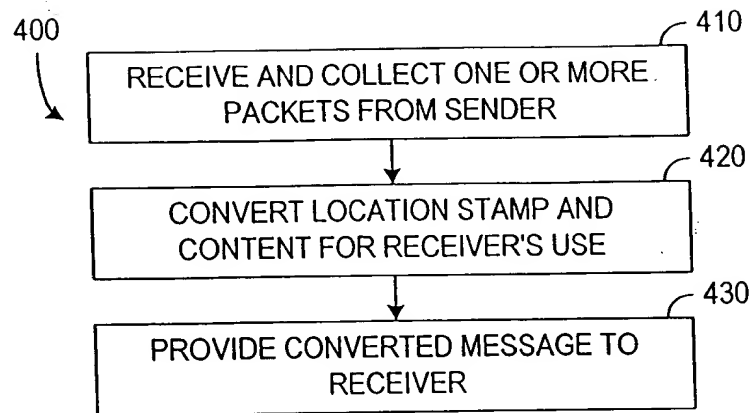 400
410
RECEIVE AND COLLECT ONE OR MORE
PACKETS FROM SENDER
420
CONVERT LOCATION STAMP AND
CONTENT FOR RECEIVER'S USE
430
PROVIDE CONVERTED MESSAGE TO
RECEIVER